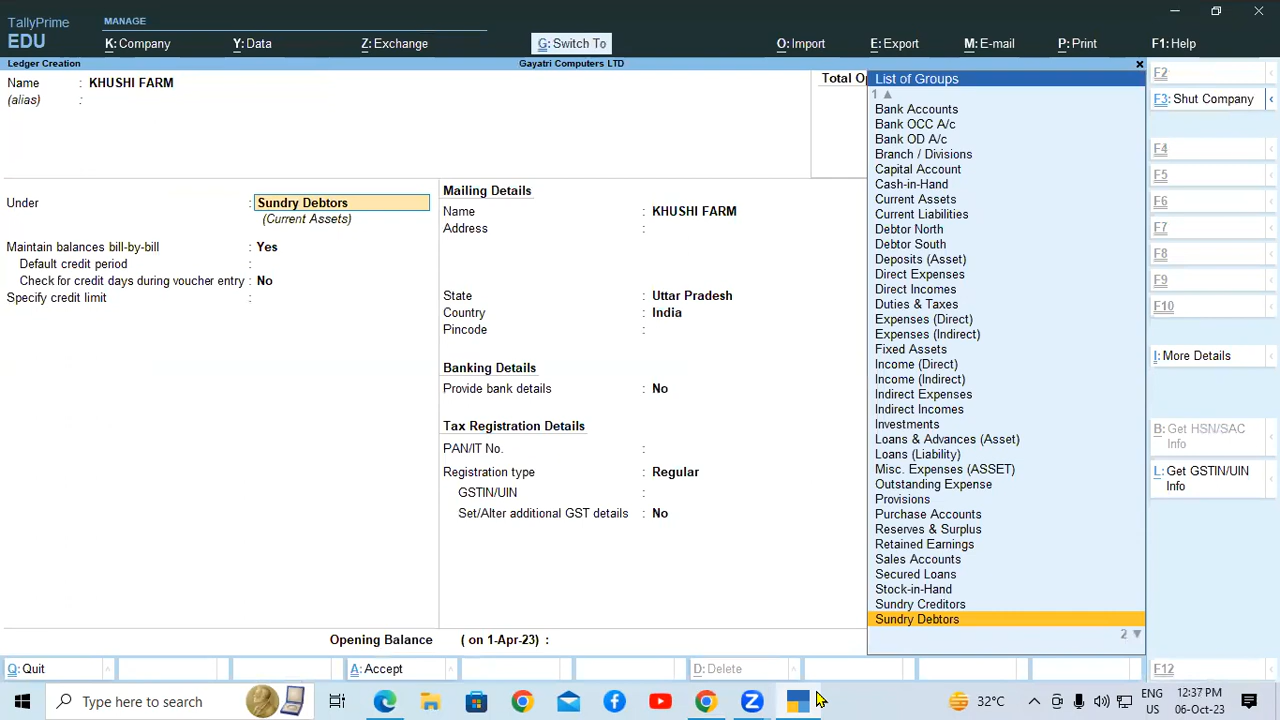 TallyPrime
EDU
MANAGE
K: Company
Y: Data
Z: Exchange
G: Switch To
O: Import
E: Export
M: E-mail
P: Print
F1: Help
Ledger Creation
Gayatri Computers LTD
Name : KHUSHI FARM
(alias) :
Total Op
Under : Sundry Debtors
(Current Assets)
Maintain balances bill-by-bill : Yes
Default credit period :
Check for credit days during voucher entry : No
Specify credit limit :
Mailing Details
Name : KHUSHI FARM
Address :
State : Uttar Pradesh
Country : India
Pincode :
Banking Details
Provide bank details : No
Tax Registration Details
PAN/IT No. :
Registration type : Regular
GSTIN/UIN :
Set/Alter additional GST details : No
Opening Balance ( on 1-Apr-23) :
List of Groups
1
Bank Accounts
Bank OCC A/c
Bank OD A/c
Branch / Divisions
Capital Account
Cash-in-Hand
Current Assets
Current Liabilities
Debtor North
Debtor South
Deposits (Asset)
Direct Expenses
Direct Incomes
Duties & Taxes
Expenses (Direct)
Expenses (Indirect)
Fixed Assets
Income (Direct)
Income (Indirect)
Indirect Expenses
Indirect Incomes
Investments
Loans & Advances (Asset)
Loans (Liability)
Misc. Expenses (ASSET)
Outstanding Expense
Provisions
Purchase Accounts
Reserves & Surplus
Retained Earnings
Sales Accounts
Secured Loans
Stock-in-Hand
Sundry Creditors
Sundry Debtors
2
F2
F3: Shut Company
F4
F5
F6
F7
F8
F9
F10
I: More Details
B: Get HSN/SAC
Info
L: Get GSTIN/UIN
Info
F12
Q: Quit
A: Accept
D: Delete
Type here to search
32°C
ENG
US
12:37 PM
06-Oct-23